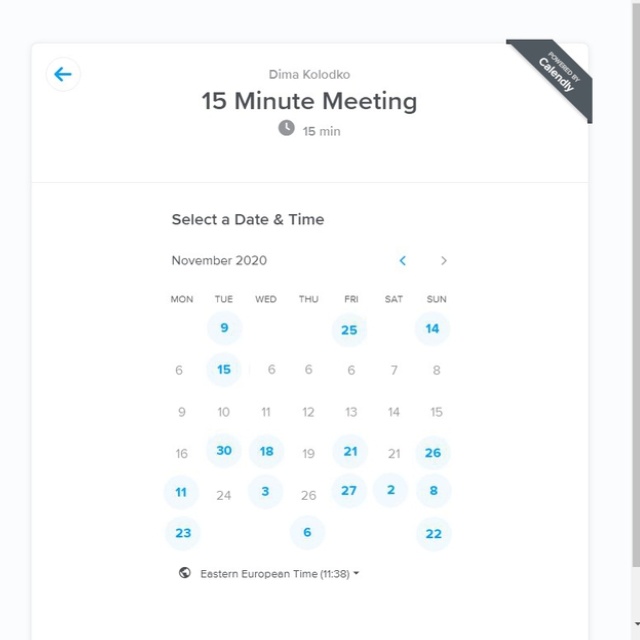 POWERED BY
Calendly
Dima Kolodko
15 Minute Meeting
15 min
Select a Date & Time
November 2020
MON TUE WED THU FRI SAT SUN
9 25 14
6 15 6 6 6 7 8
9 10 11 12 13 14 15
16 30 18 19 21 21 26
11 24 3 26 27 2 8
23 6 22
Eastern European Time (11:38)